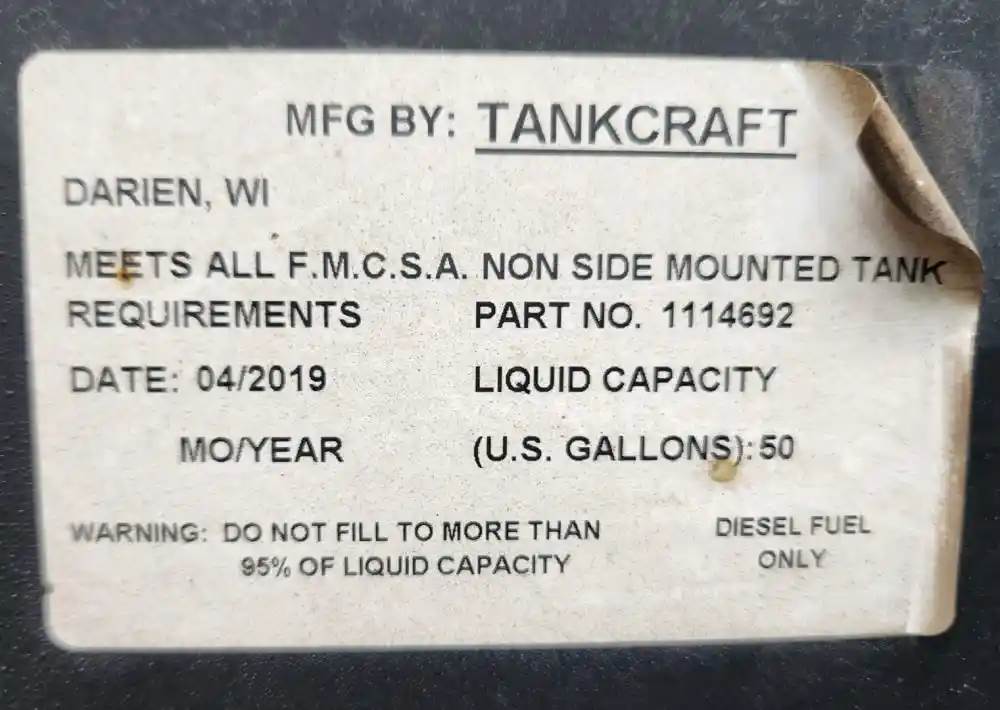 MFG BY: TANKCRAFT
DARIEN, WI
MEETS ALL F.M.C.S.A. NON SIDE MOUNTED TANK
REQUIREMENTS PART NO. 1114692
DATE: 04/2019 LIQUID CAPACITY
MO/YEAR (U.S. GALLONS): 50
WARNING: DO NOT FILL TO MORE THAN
95% OF LIQUID CAPACITY
DIESEL FUEL
ONLY